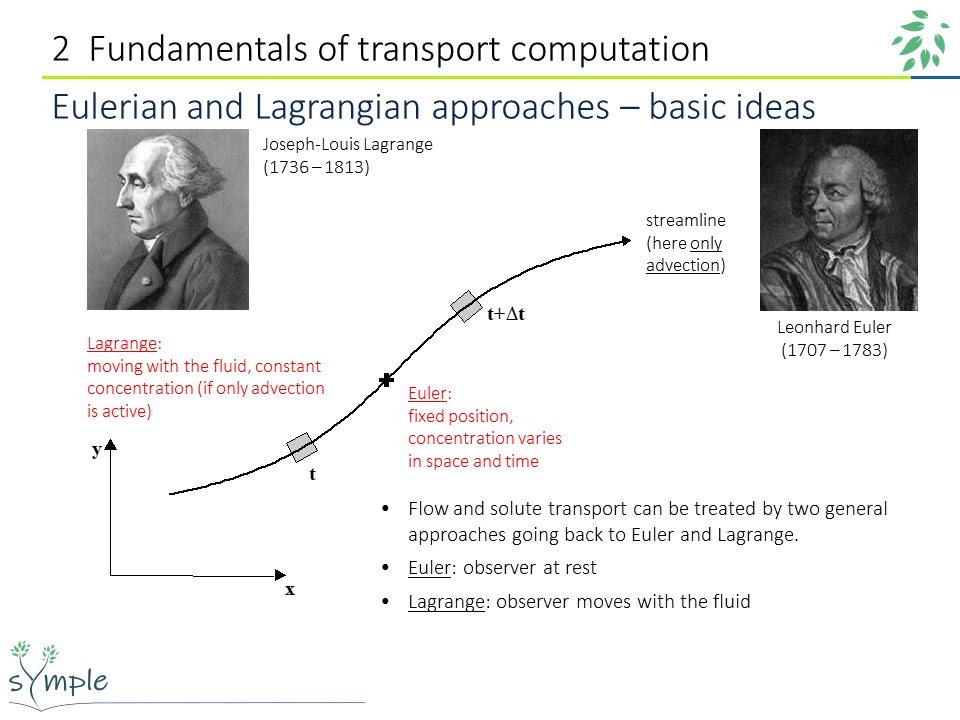 2 Fundamentals of transport computation
Eulerian and Lagrangian approaches – basic ideas
Joseph-Louis Lagrange
(1736 – 1813)
streamline
(here only
advection)
t+Δt
Leonhard Euler
(1707 – 1783)
Lagrange:
moving with the fluid, constant
concentration (if only advection
is active)
Euler:
fixed position,
concentration varies
in space and time
y
t
x
• Flow and solute transport can be treated by two general
approaches going back to Euler and Lagrange.
• Euler: observer at rest
• Lagrange: observer moves with the fluid
sYmple